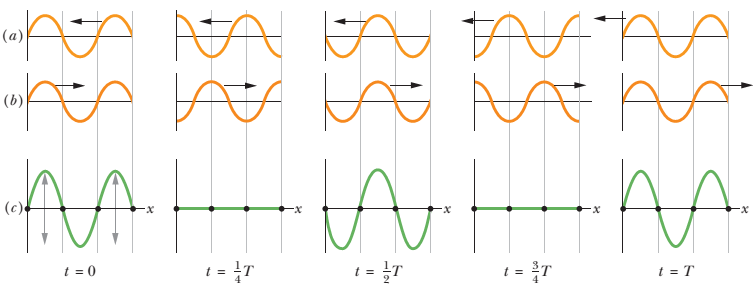 (a)
(b)
(c) x x x x x
t = 0 t = 1/4 T t = 1/2 T t = 3/4 T t = T